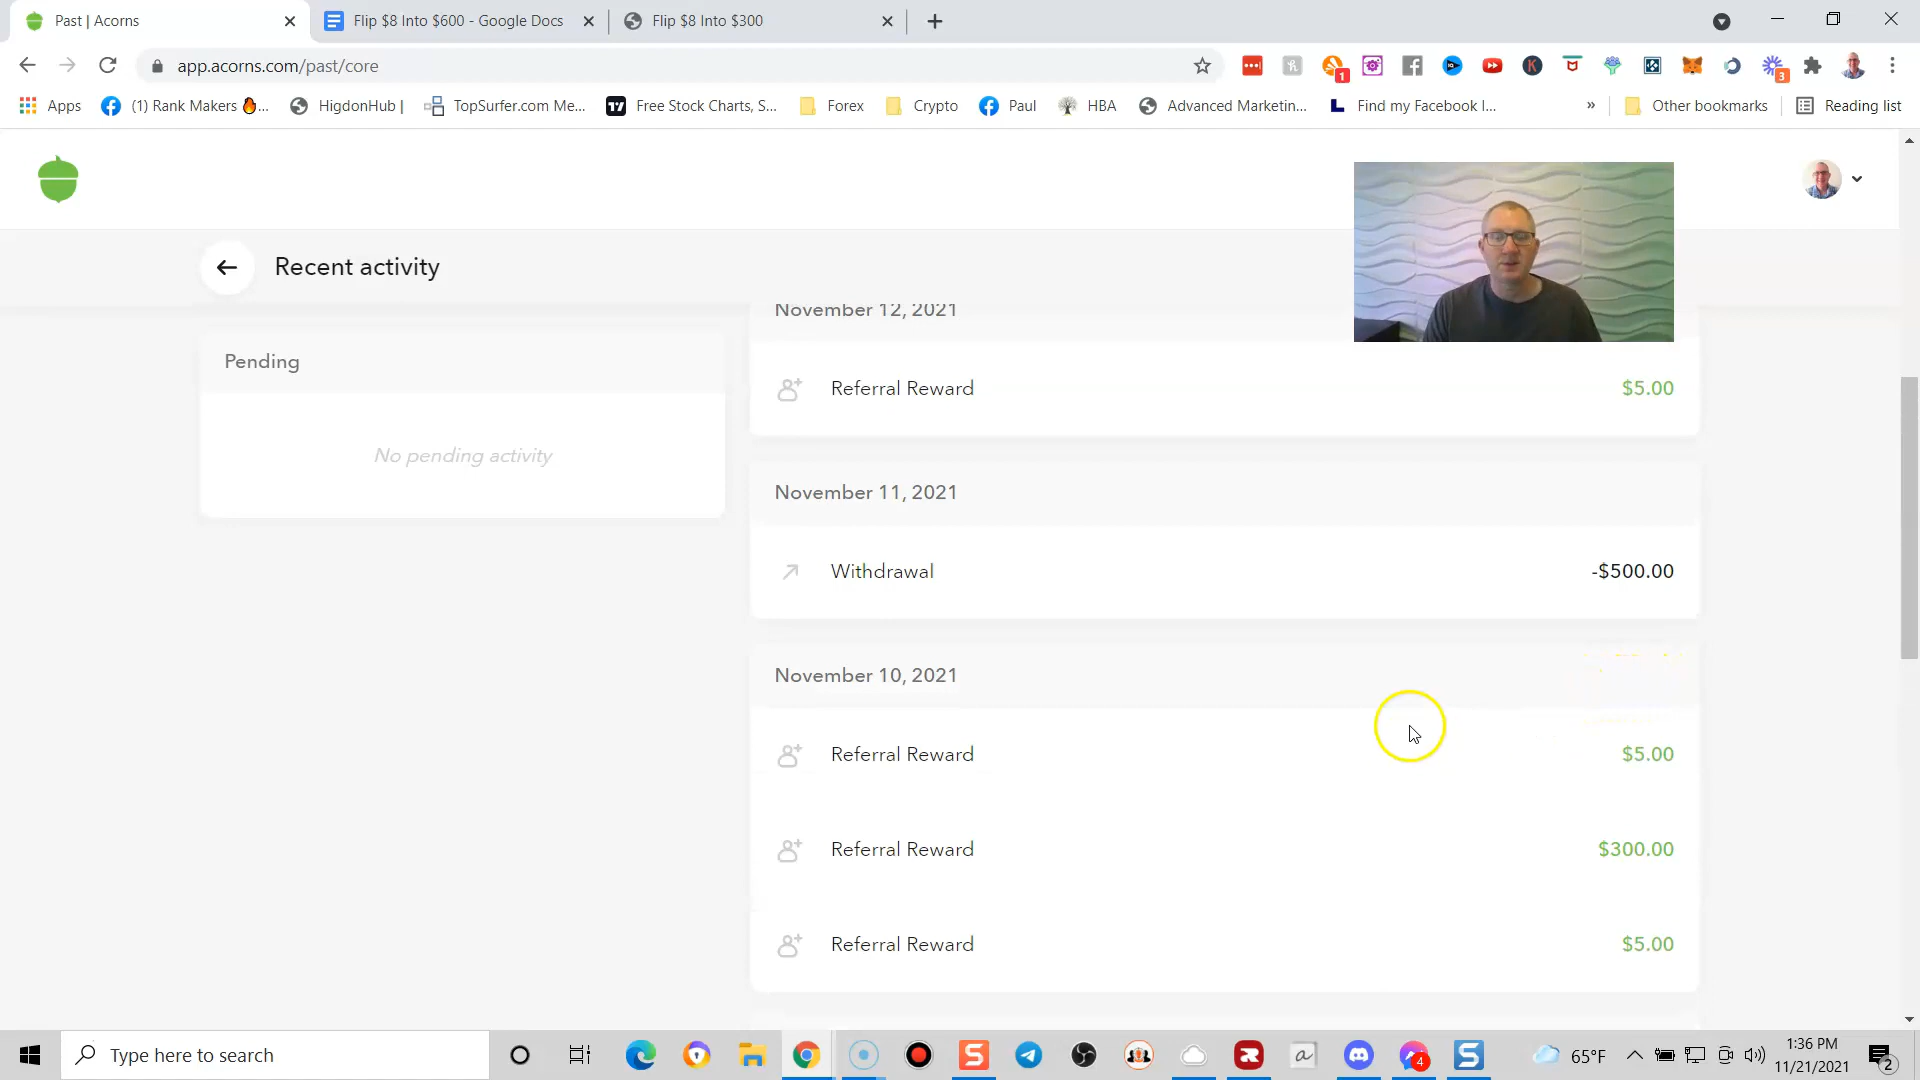 Past | Acorns
Flip $8 Into $600 - Google Docs
Flip $8 Into $300
app.acorns.com/past/core
1
3
Apps
(1) Rank Makers 🔥...
HigdonHub |
TopSurfer.com Me...
Free Stock Charts, S...
Forex
Crypto
Paul
HBA
Advanced Marketin...
Find my Facebook I...
»
Other bookmarks
Reading list
Recent activity
Pending
No pending activity
November 12, 2021
Referral Reward
$5.00
November 11, 2021
Withdrawal
-$500.00
November 10, 2021
Referral Reward
$5.00
Referral Reward
$300.00
Referral Reward
$5.00
Type here to search
4
65°F
1:36 PM
11/21/2021
2